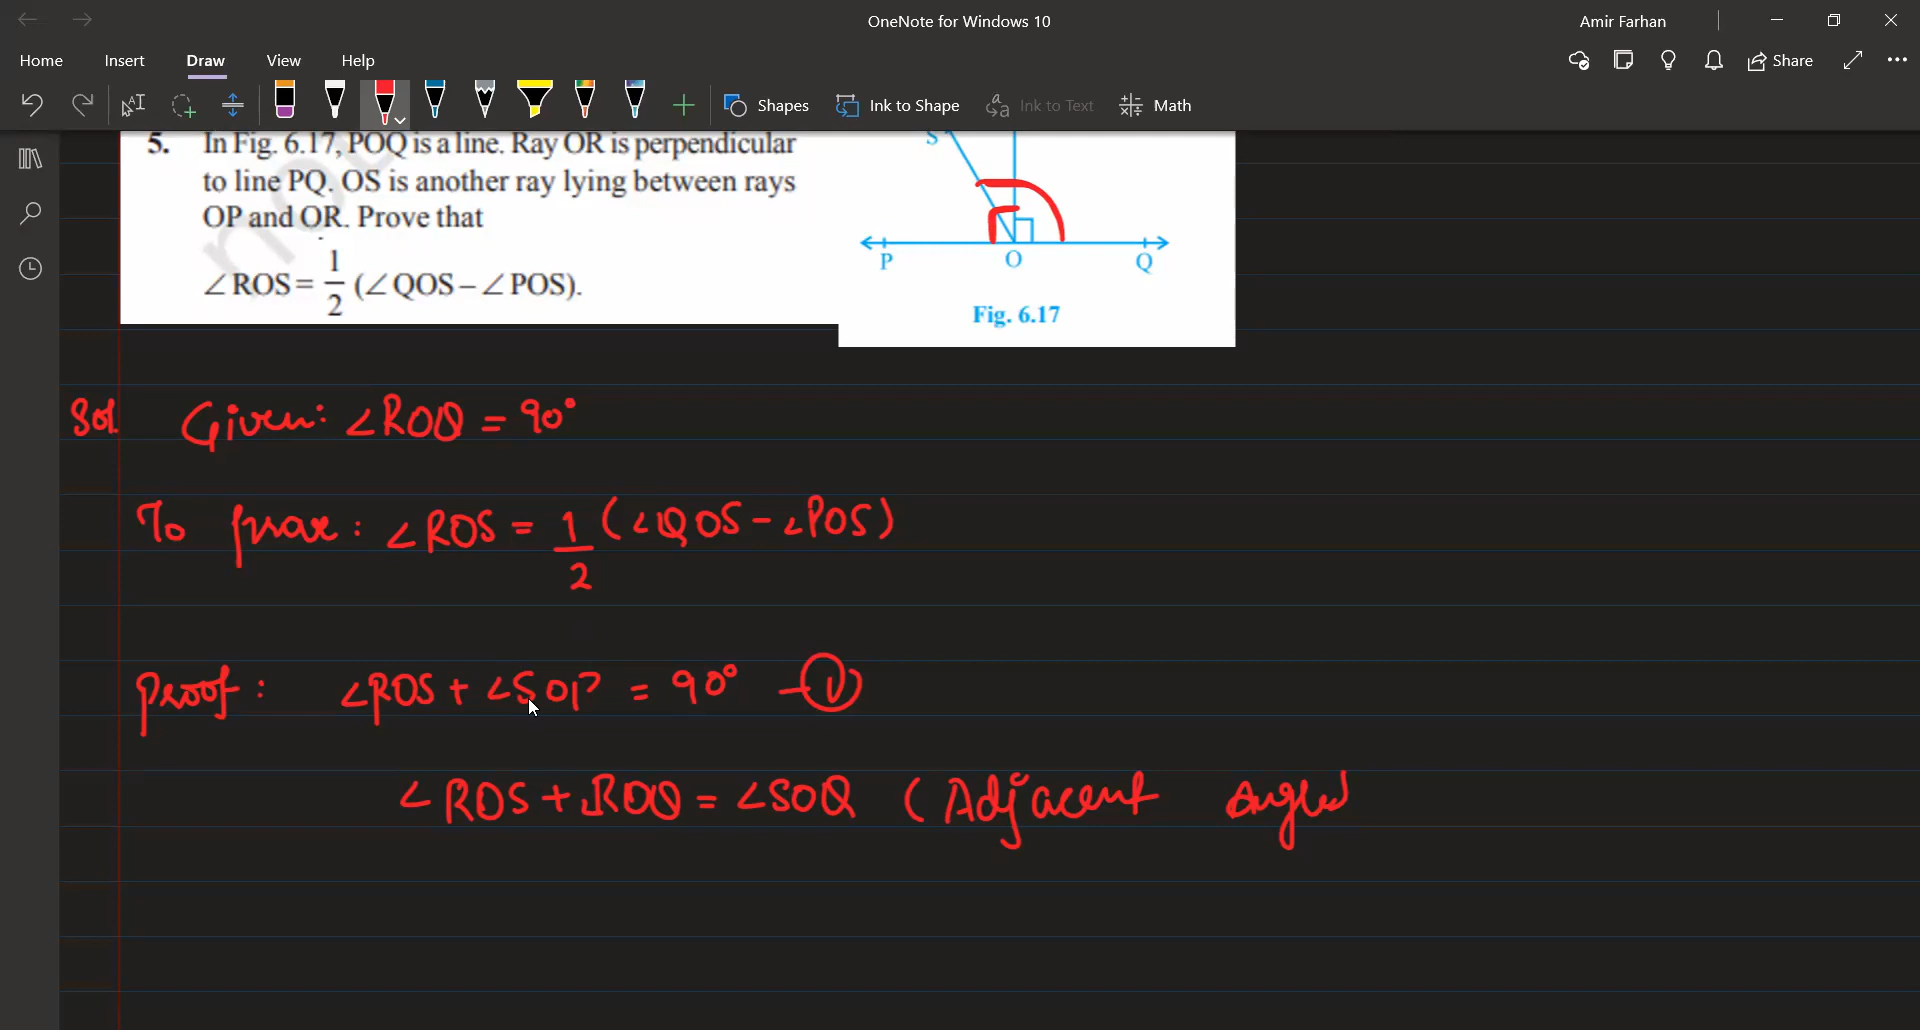 OneNote for Windows 10
Amir Farhan
Home Insert Draw View Help
Share
Shapes Ink to Shape Ink to Text Math
5. In Fig. 6.17, POQ is a line. Ray OR is perpendicular
to line PQ. OS is another ray lying between rays
OP and OR. Prove that
∠ROS = 1/2 (∠QOS – ∠POS).
S
P O Q
Fig. 6.17
Sol. Given: ∠ROQ = 90°
To prove: ∠ROS = 1/2 (∠QOS - ∠POS)
Proof: ∠ROS + ∠SOP = 90° - ①
∠ROS + ROQ = ∠SOQ (Adjacent angles